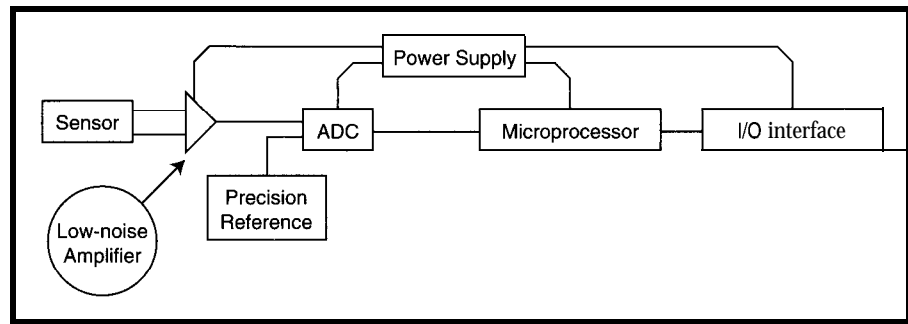 Power Supply
Sensor
ADC
Microprocessor
I/O interface
Precision
Reference
Low-noise
Amplifier